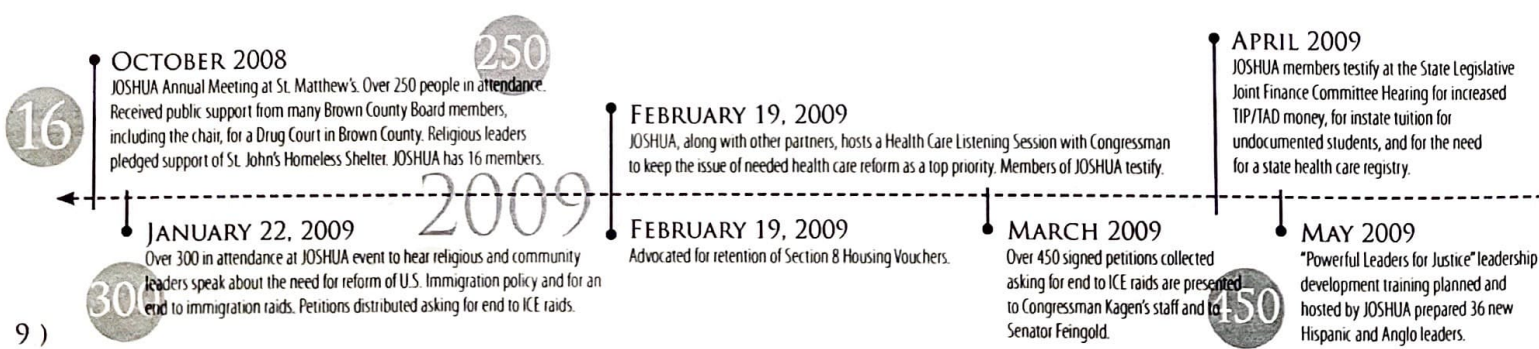 OCTOBER 2008
250
JOSHUA Annual Meeting at St. Matthew's. Over 250 people in attendance.
Received public support from many Brown County Board members,
including the chair, for a Drug Court in Brown County. Religious leaders
pledged support of St. John's Homeless Shelter. JOSHUA has 16 members.
16
2009
JANUARY 22, 2009
Over 300 in attendance at JOSHUA event to hear religious and community
leaders speak about the need for reform of U.S. Immigration policy and for an
end to immigration raids. Petitions distributed asking for end to ICE raids.
300
FEBRUARY 19, 2009
JOSHUA, along with other partners, hosts a Health Care Listening Session with Congressman
to keep the issue of needed health care reform as a top priority. Members of JOSHUA testify.
FEBRUARY 19, 2009
Advocated for retention of Section 8 Housing Vouchers.
MARCH 2009
Over 450 signed petitions collected
asking for end to ICE raids are presented
to Congressman Kagen's staff and to
Senator Feingold.
450
APRIL 2009
JOSHUA members testify at the State Legislative
Joint Finance Committee Hearing for increased
TIP/TAD money, for instate tuition for
undocumented students, and for the need
for a state health care registry.
MAY 2009
"Powerful Leaders for Justice" leadership
development training planned and
hosted by JOSHUA prepared 36 new
Hispanic and Anglo leaders.
9 )